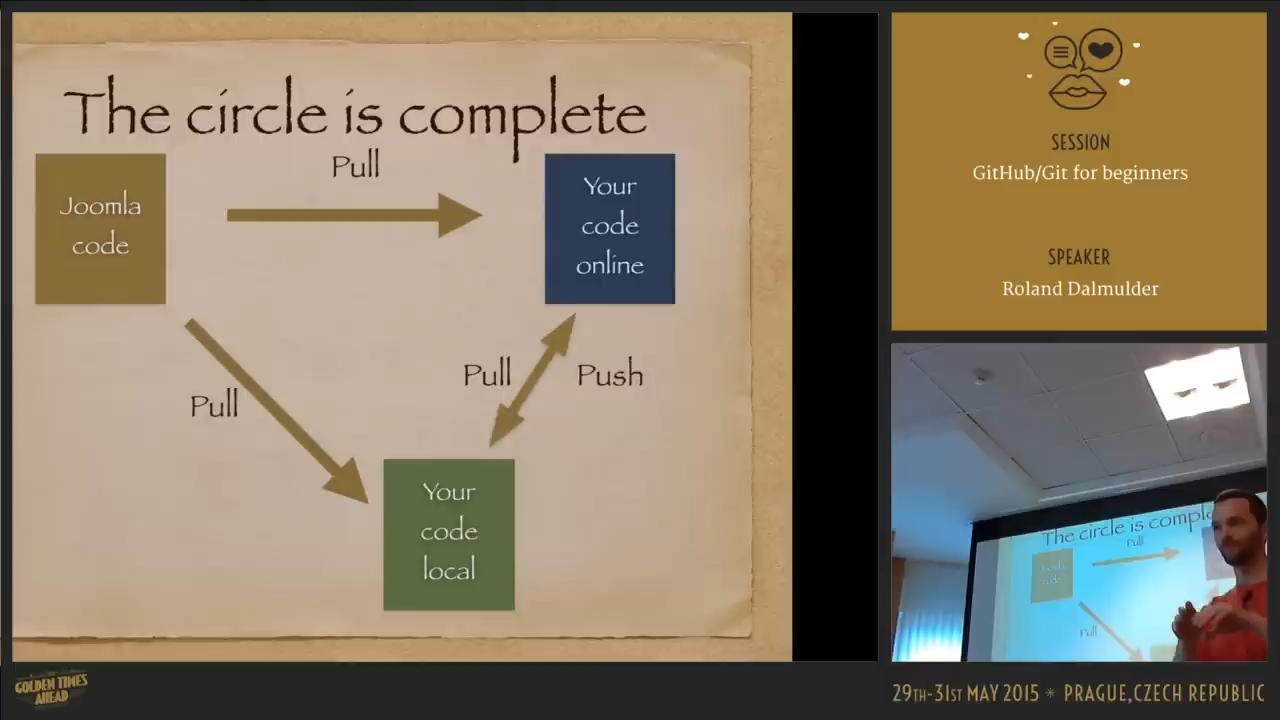 The circle is complete
Pull
Joomla
code
Your
code
online
Pull
Push
Pull
Your
code
local
SESSION
GitHub/Git for beginners
SPEAKER
Roland Dalmulder
The circle is comple
Pull
Pull
GOLDEN TIMES
AHEAD
29TH-31ST MAY 2015 * PRAGUE,CZECH REPUBLIC